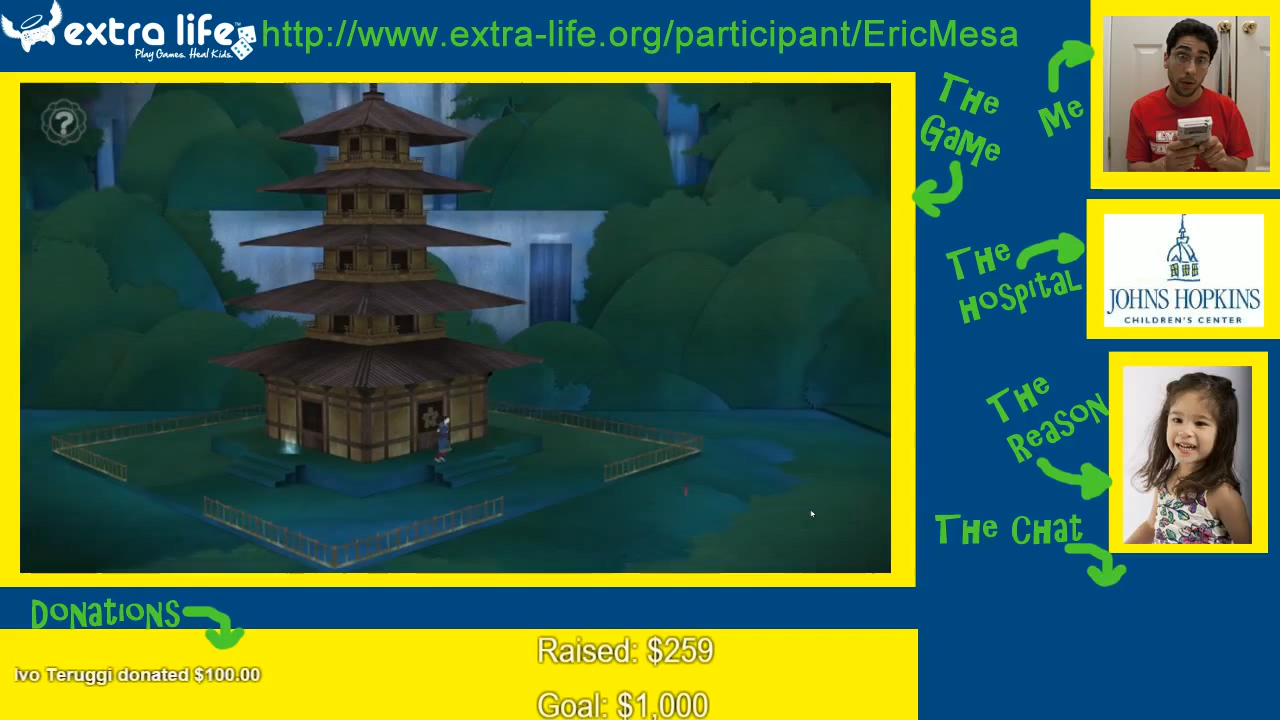 extra life
Play Games. Heal Kids.
http://www.extra-life.org/participant/EricMesa
?
The
Game
Me
The
Hospital
JOHNS HOPKINS
CHILDREN'S CENTER
The
Reason
The Chat
Donations
Ivo Teruggi donated $100.00
Raised: $259
Goal: $1,000